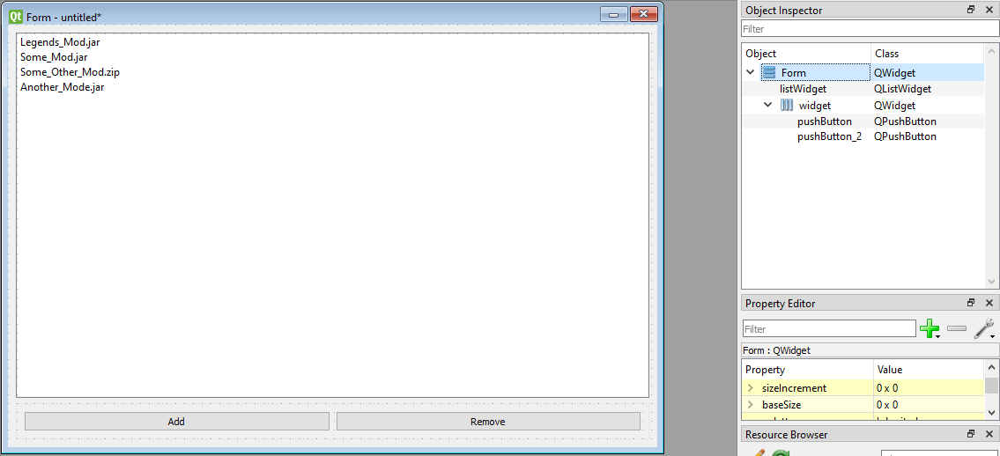 Qt Form - untitled*
Legends_Mod.jar
Some_Mod.jar
Some_Other_Mod.zip
Another_Mode.jar
Add Remove
Object Inspector
Filter
Object Class
Form QWidget
listWidget QListWidget
widget QWidget
pushButton QPushButton
pushButton_2 QPushButton
Property Editor
Filter
Form : QWidget
Property Value
sizeIncrement 0 x 0
baseSize 0 x 0
Resource Browser